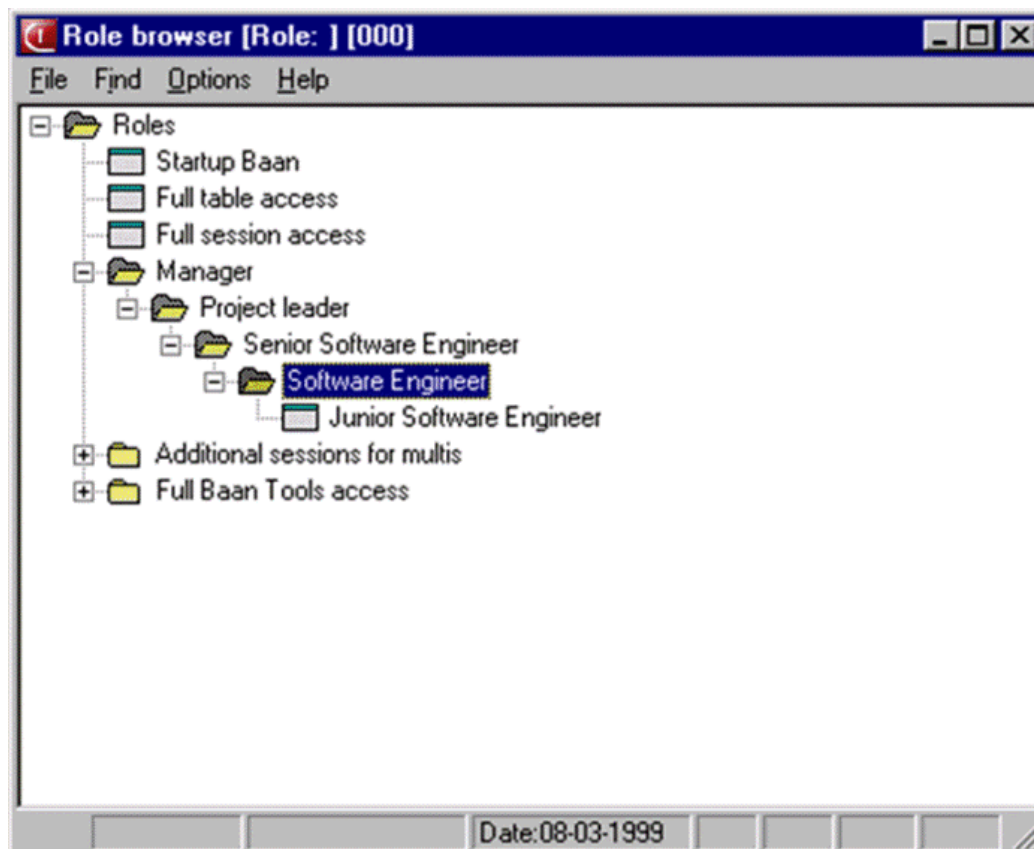 Role browser [Role: ] [000]
File Find Options Help
Roles
Startup Baan
Full table access
Full session access
Manager
Project leader
Senior Software Engineer
Software Engineer
Junior Software Engineer
Additional sessions for multis
Full Baan Tools access
Date:08-03-1999